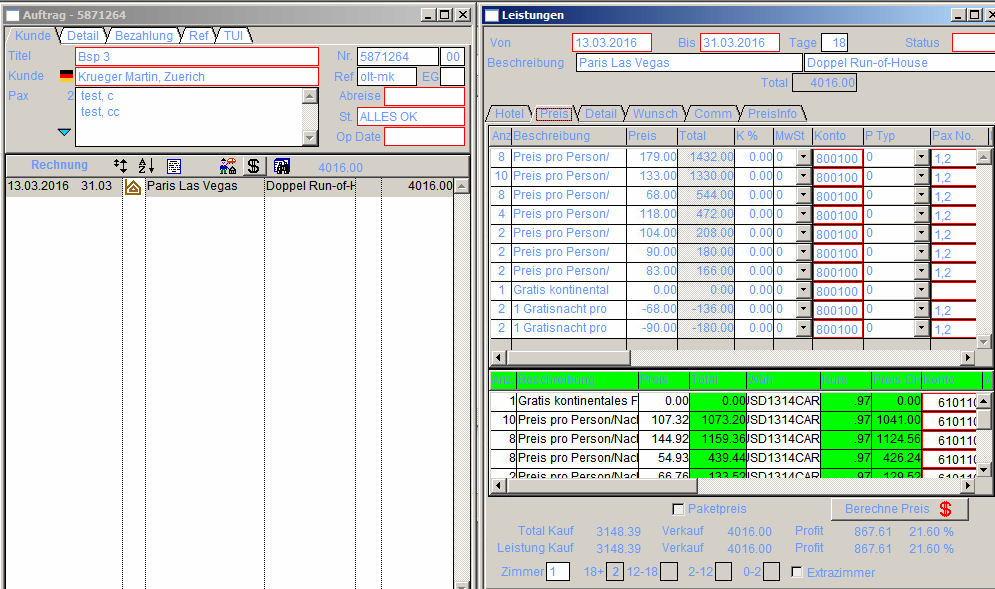 Auftrag - 5871264
Kunde Detail Bezahlung Ref TUI
Titel Bsp 3 Nr. 5871264 00
Kunde Krueger Martin, Zuerich Ref olt-mk EG
Pax 2 test, c Abreise
test, cc St. ALLES OK
Op Date
Rechnung 4016.00
13.03.2016 31.03 Paris Las Vegas Doppel Run-of-H 4016.00
Leistungen
Von 13.03.2016 Bis 31.03.2016 Tage 18 Status
Beschreibung Paris Las Vegas Doppel Run-of-House
Total 4016.00
Hotel Preis Detail Wunsch Comm Preisinfo
Anz Beschreibung Preis Total K % MwSt Konto P Typ Pax No.
8 Preis pro Person/ 179.00 1432.00 0.00 0 800100 0 1,2
10 Preis pro Person/ 133.00 1330.00 0.00 0 800100 0 1,2
8 Preis pro Person/ 68.00 544.00 0.00 0 800100 0 1,2
4 Preis pro Person/ 118.00 472.00 0.00 0 800100 0 1,2
2 Preis pro Person/ 104.00 208.00 0.00 0 800100 0 1,2
2 Preis pro Person/ 90.00 180.00 0.00 0 800100 0 1,2
2 Preis pro Person/ 83.00 166.00 0.00 0 800100 0 1,2
1 Gratis kontinental 0.00 0.00 0.00 0 800100 0
2 1 Gratisnacht pro -68.00 -136.00 0.00 0 800100 0 1,2
2 1 Gratisnacht pro -90.00 -180.00 0.00 0 800100 0 1,2
1 Gratis kontinentales F 0.00 0.00 USD1314CAR .97 0.00 610110
10 Preis pro Person/Nacl 107.32 1073.20 USD1314CAR .97 1041.00 610110
8 Preis pro Person/Nacl 144.92 1159.36 USD1314CAR .97 1124.56 610110
8 Preis pro Person/Nacl 54.93 439.44 USD1314CAR .97 426.24 610110
2 Preis pro Person/Nacl 66.76 133.52 USD1314CAR .97 129.52 610110
Paketpreis Berechne Preis $
Total Kauf 3148.39 Verkauf 4016.00 Profit 867.61 21.60 %
Leistung Kauf 3148.39 Verkauf 4016.00 Profit 867.61 21.60 %
Zimmer 1 18+ 2 12-18 2-12 0-2 Extrazimmer